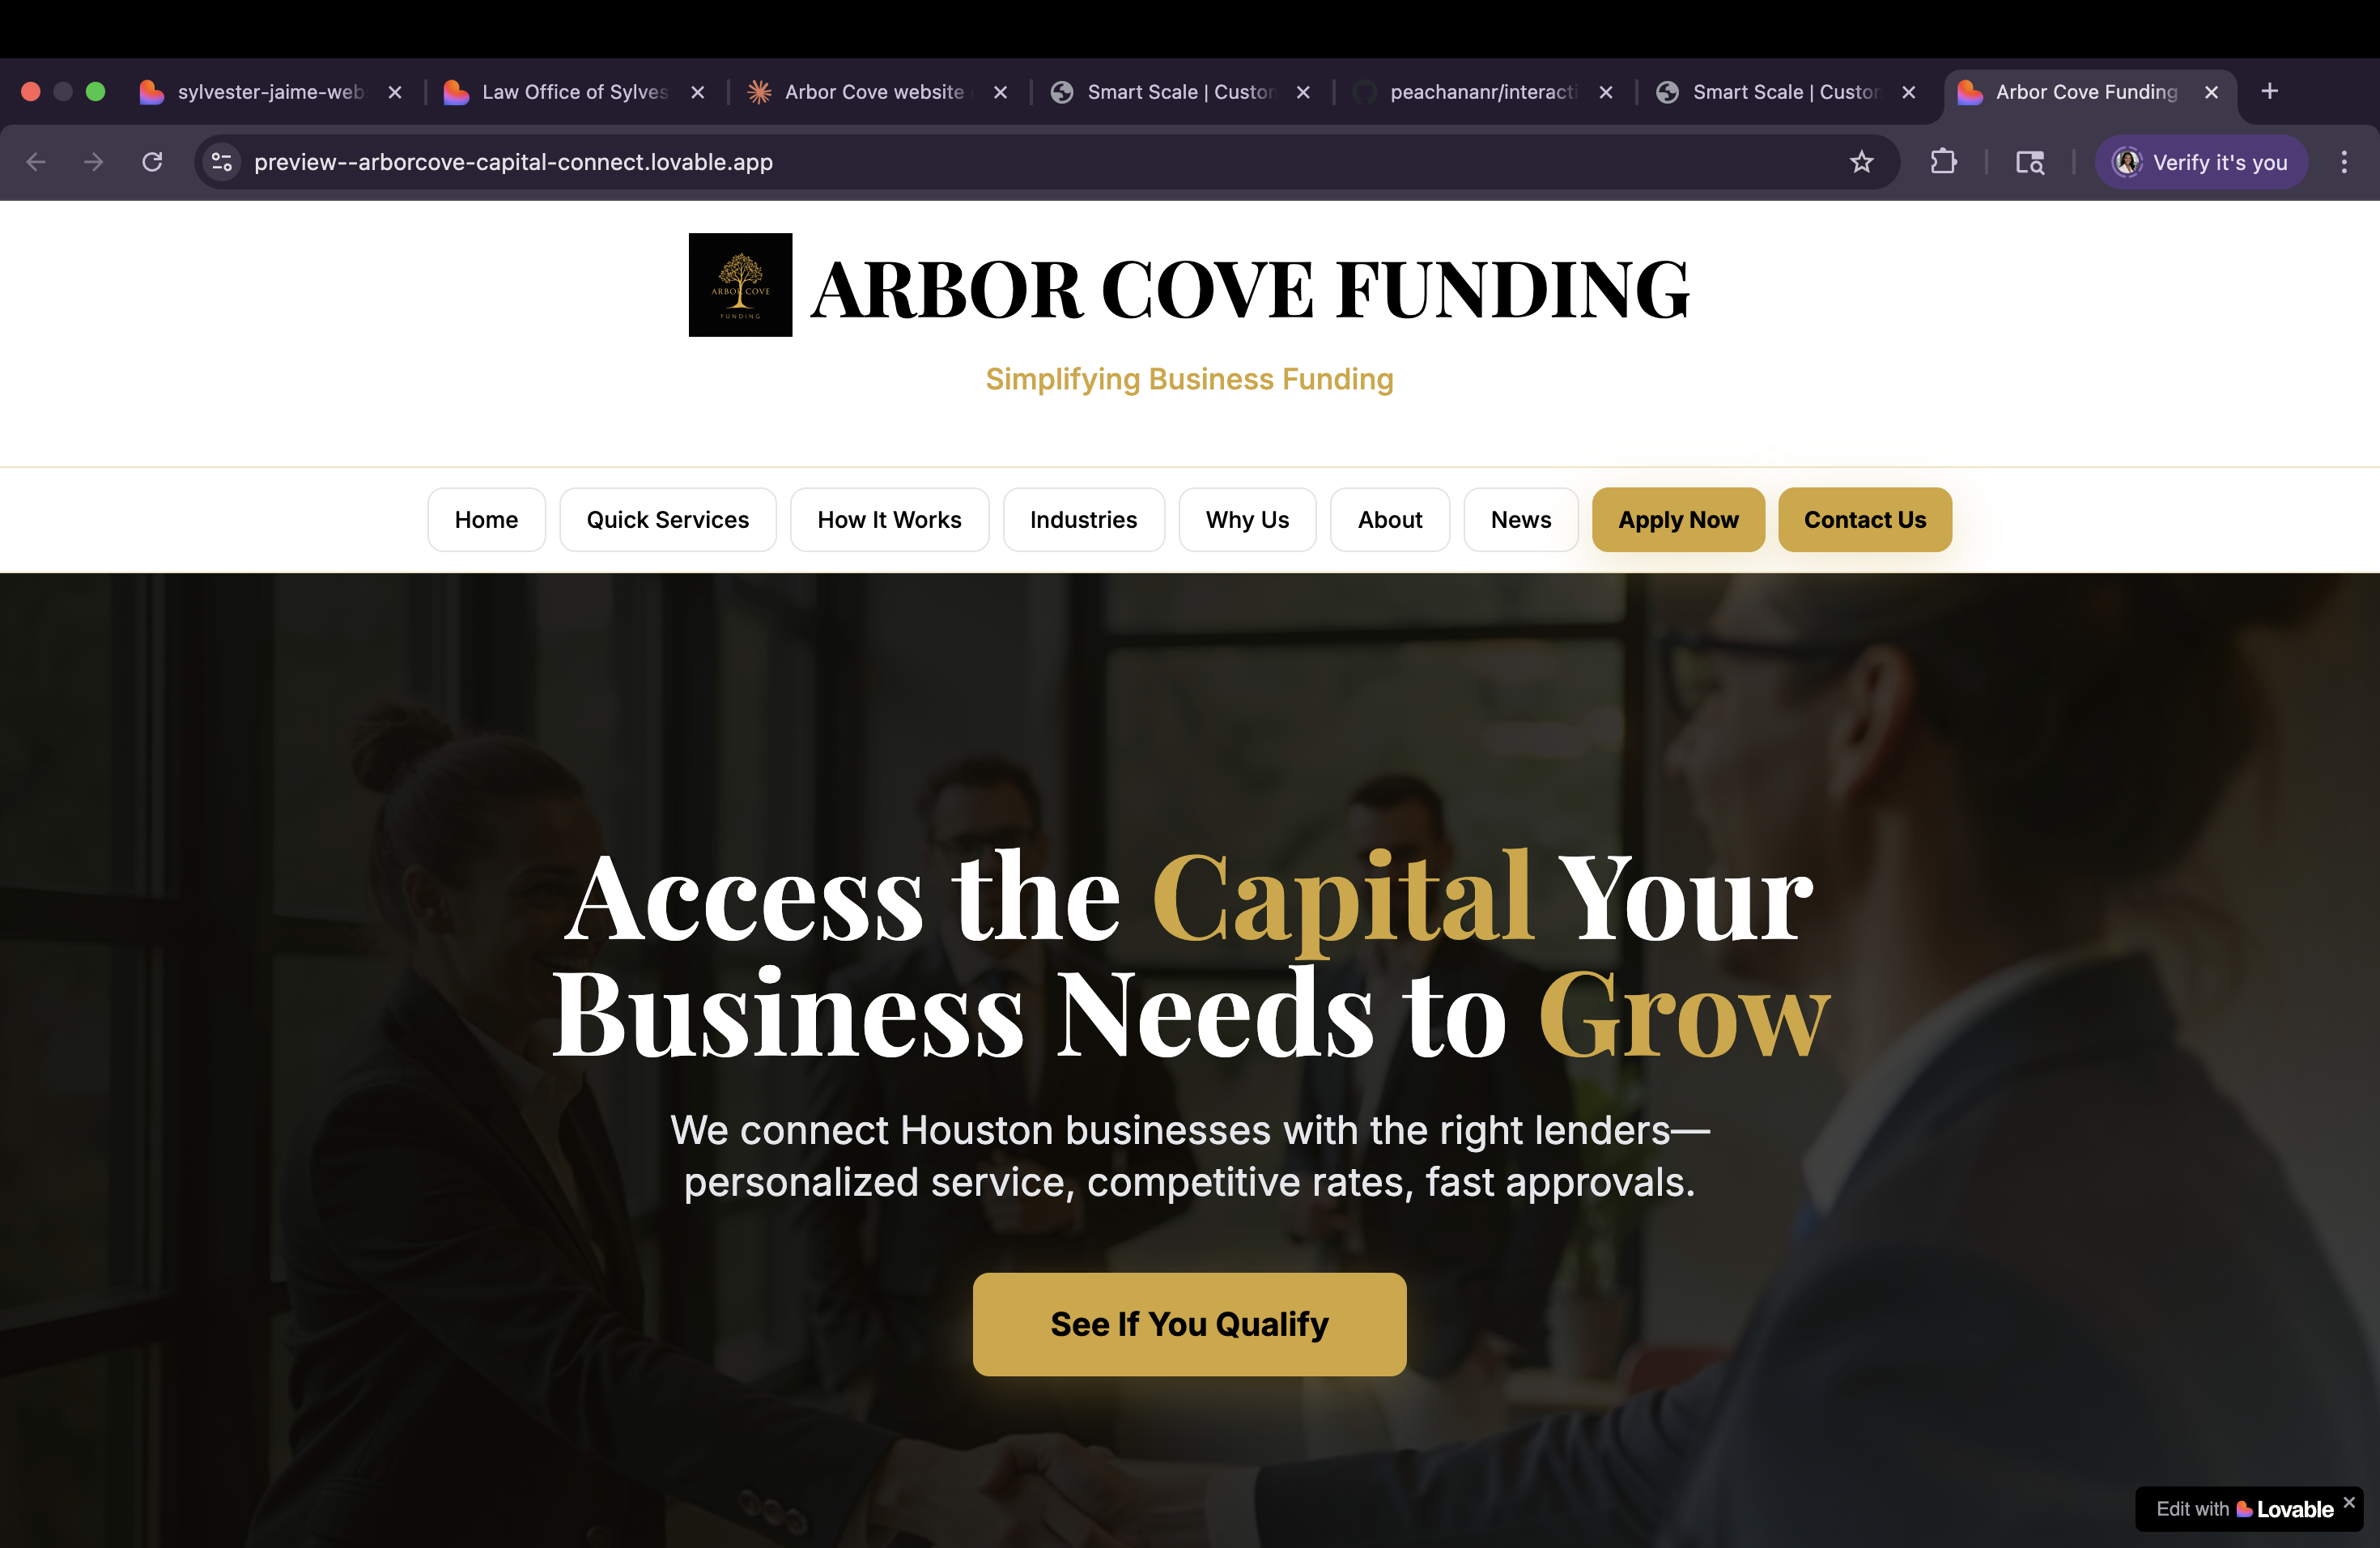 sylvester-jaime-web
Law Office of Sylves
Arbor Cove website
Smart Scale | Custom
peachananr/interacti
Smart Scale | Custom
Arbor Cove Funding
preview--arborcove-capital-connect.lovable.app
Verify it's you
ARBOR COVE
FUNDING
ARBOR COVE FUNDING
Simplifying Business Funding
Home
Quick Services
How It Works
Industries
Why Us
About
News
Apply Now
Contact Us
Access the Capital Your
Business Needs to Grow
We connect Houston businesses with the right lenders—
personalized service, competitive rates, fast approvals.
See If You Qualify
Edit with Lovable